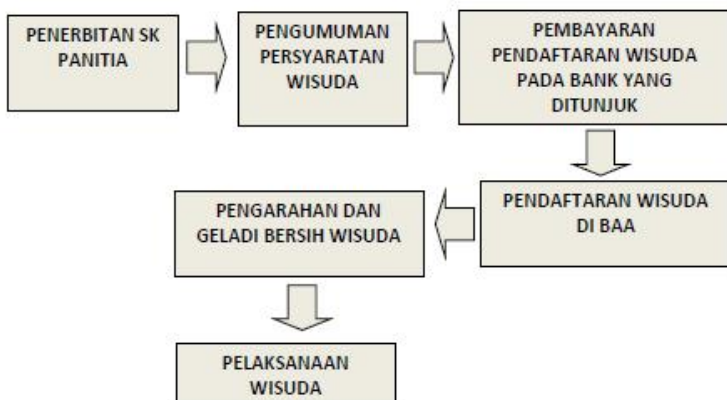 PENERBITAN SK
PANITIA
PENGUMUMAN
PERSYARATAN
WISUDA
PEMBAYARAN
PENDAFTARAN WISUDA
PADA BANK YANG
DITUNJUK
PENDAFTARAN WISUDA
DI BAA
PENGARAHAN DAN
GELADI BERSIH WISUDA
PELAKSANAAN
WISUDA